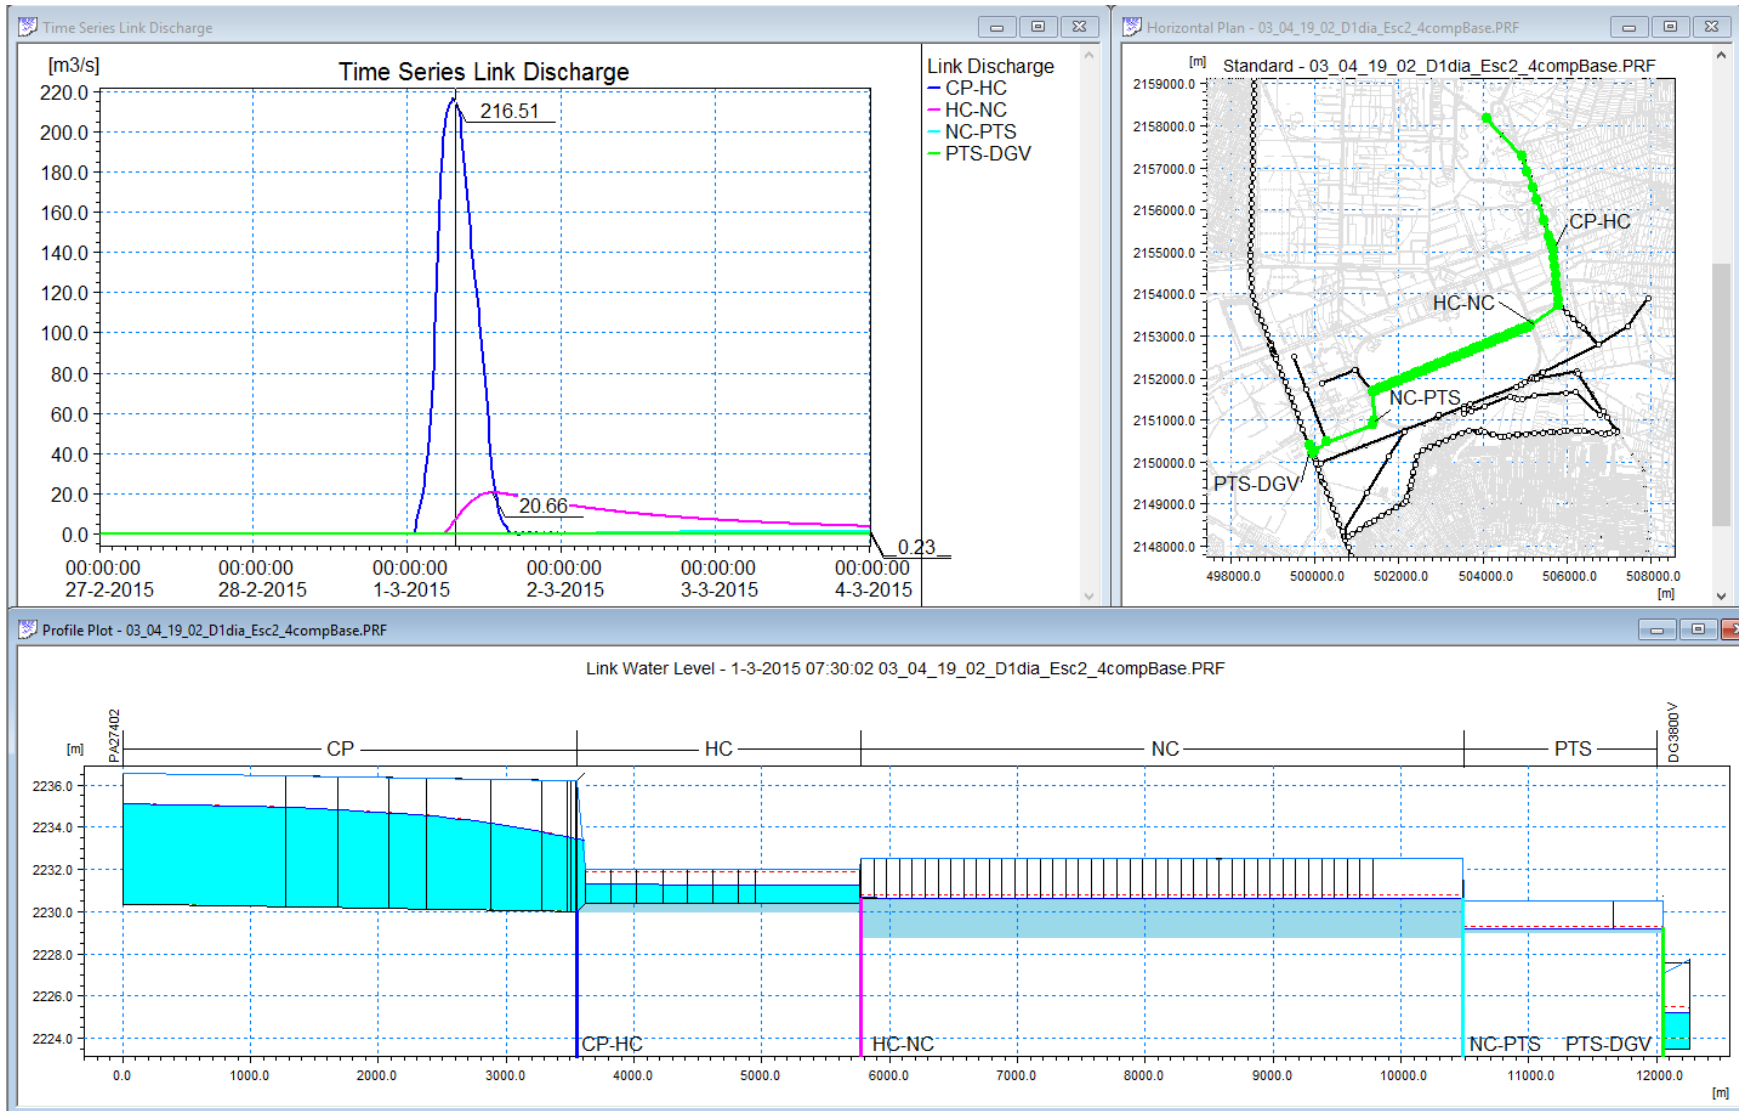 Time Series Link Discharge
[m3/s]
Time Series Link Discharge
220.0
200.0
180.0
160.0
140.0
120.0
100.0
80.0
60.0
40.0
20.0
0.0
216.51
20.66
0.23
00:00:00 00:00:00 00:00:00 00:00:00 00:00:00 00:00:00
27-2-2015 28-2-2015 1-3-2015 2-3-2015 3-3-2015 4-3-2015
Link Discharge
CP-HC
HC-NC
NC-PTS
PTS-DGV
Horizontal Plan - 03_04_19_02_D1dia_Esc2_4compBase.PRF
[m] Standard - 03_04_19_02_D1dia_Esc2_4compBase.PRF
2159000.0
2158000.0
2157000.0
2156000.0
2155000.0
2154000.0
2153000.0
2152000.0
2151000.0
2150000.0
2149000.0
2148000.0
CP-HC
HC-NC
NC-PTS
PTS-DGV
498000.0 500000.0 502000.0 504000.0 506000.0 508000.0
[m]
Profile Plot - 03_04_19_02_D1dia_Esc2_4compBase.PRF
Link Water Level - 1-3-2015 07:30:02 03_04_19_02_D1dia_Esc2_4compBase.PRF
[m]
PA27402
CP HC NC PTS
DG3800V
2236.0
2234.0
2232.0
2230.0
2228.0
2226.0
2224.0
CP-HC HC-NC NC-PTS PTS-DGV
0.0 1000.0 2000.0 3000.0 4000.0 5000.0 6000.0 7000.0 8000.0 9000.0 10000.0 11000.0 12000.0
[m]